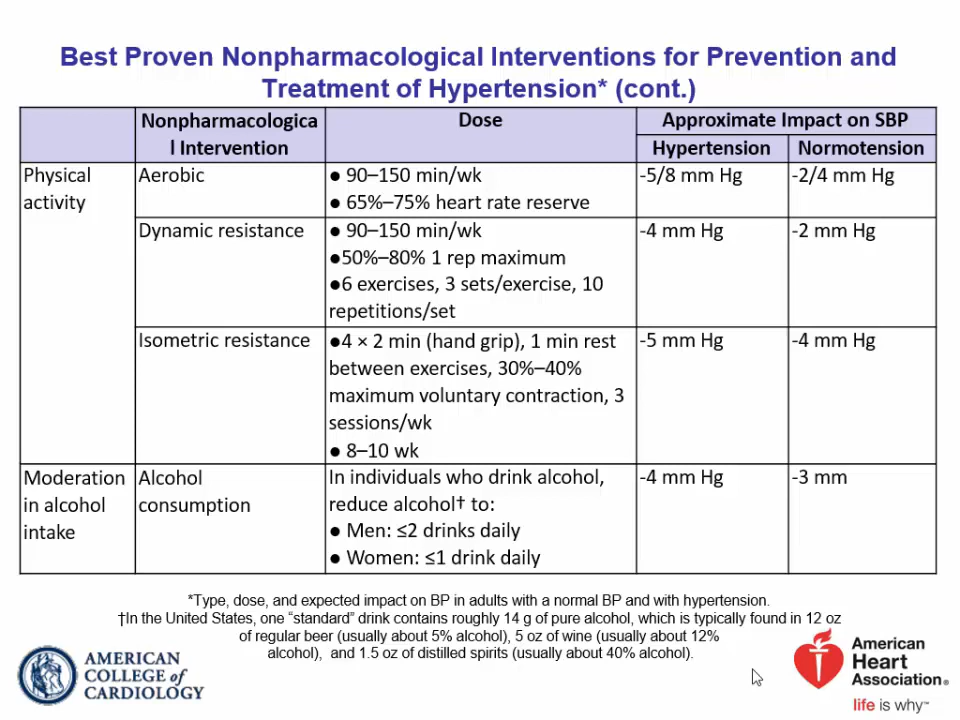 Best Proven Nonpharmacological Interventions for Prevention and
Treatment of Hypertension* (cont.)
Nonpharmacologica
l Intervention
Dose
Approximate Impact on SBP
Hypertension
Normotension
Physical
activity
Aerobic
● 90–150 min/wk
● 65%–75% heart rate reserve
-5/8 mm Hg
-2/4 mm Hg
Dynamic resistance
● 90–150 min/wk
●50%–80% 1 rep maximum
●6 exercises, 3 sets/exercise, 10
repetitions/set
-4 mm Hg
-2 mm Hg
Isometric resistance
●4 × 2 min (hand grip), 1 min rest
between exercises, 30%–40%
maximum voluntary contraction, 3
sessions/wk
● 8–10 wk
-5 mm Hg
-4 mm Hg
Moderation
in alcohol
intake
Alcohol
consumption
In individuals who drink alcohol,
reduce alcohol† to:
● Men: ≤2 drinks daily
● Women: ≤1 drink daily
-4 mm Hg
-3 mm
*Type, dose, and expected impact on BP in adults with a normal BP and with hypertension.
†In the United States, one “standard” drink contains roughly 14 g of pure alcohol, which is typically found in 12 oz
of regular beer (usually about 5% alcohol), 5 oz of wine (usually about 12%
alcohol), and 1.5 oz of distilled spirits (usually about 40% alcohol).
AMERICAN
COLLEGE of
CARDIOLOGY
American
Heart
Association®
life is why™